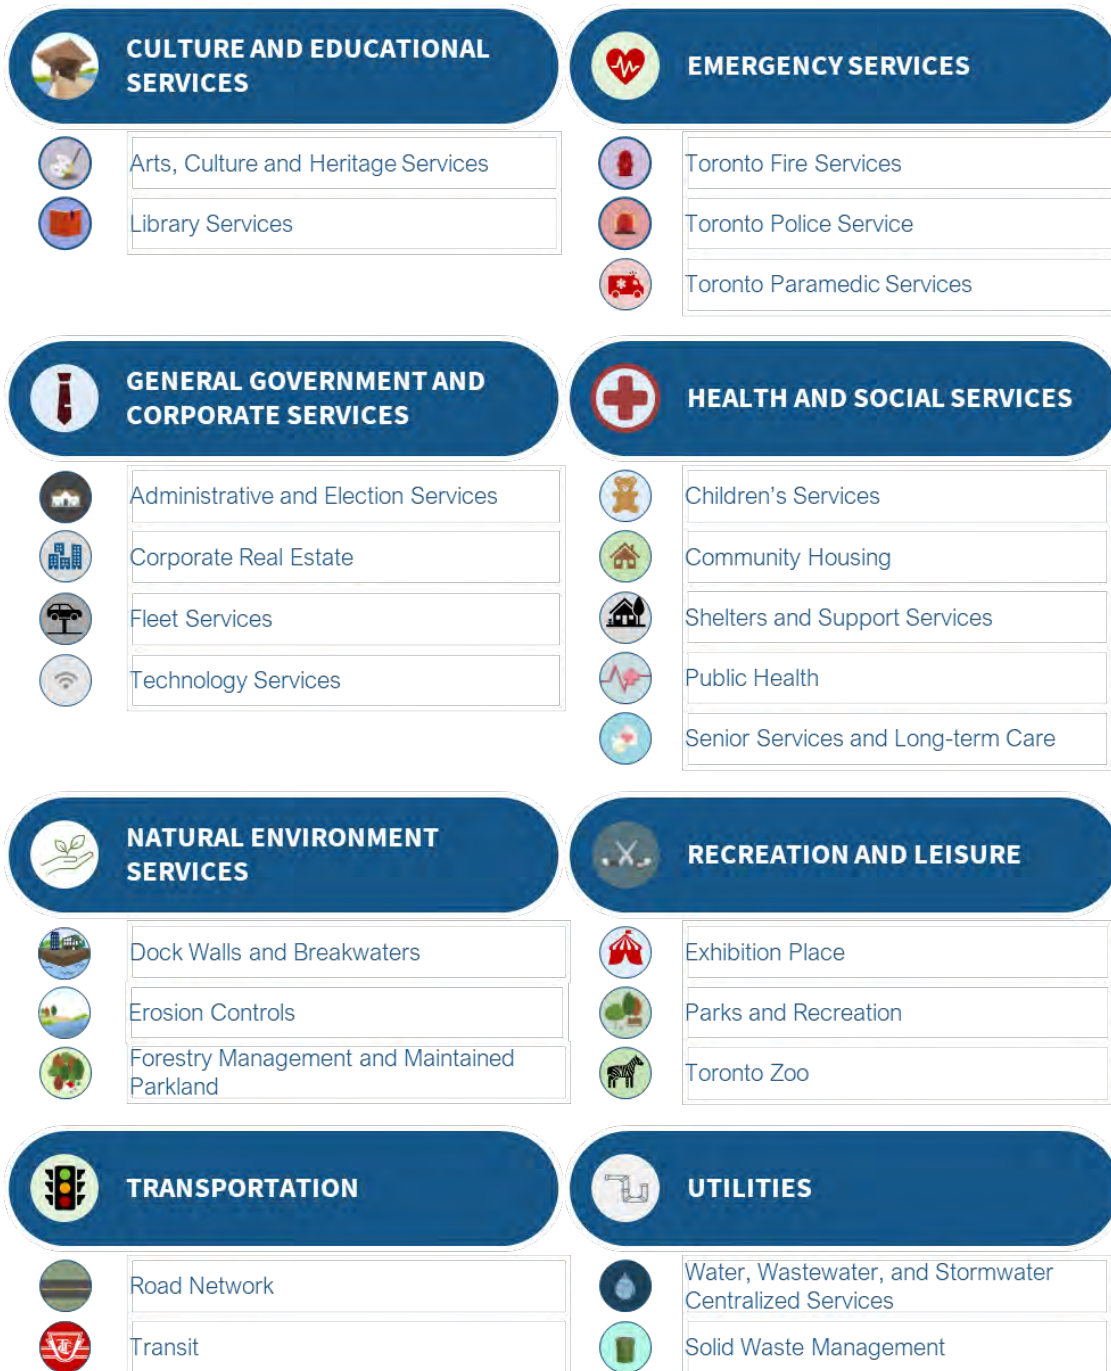 CULTURE AND EDUCATIONAL
SERVICES
Arts, Culture and Heritage Services
Library Services
EMERGENCY SERVICES
Toronto Fire Services
Toronto Police Service
Toronto Paramedic Services
GENERAL GOVERNMENT AND
CORPORATE SERVICES
Administrative and Election Services
Corporate Real Estate
Fleet Services
Technology Services
HEALTH AND SOCIAL SERVICES
Children's Services
Community Housing
Shelters and Support Services
Public Health
Senior Services and Long-term Care
NATURAL ENVIRONMENT
SERVICES
Dock Walls and Breakwaters
Erosion Controls
Forestry Management and Maintained
Parkland
RECREATION AND LEISURE
Exhibition Place
Parks and Recreation
Toronto Zoo
TRANSPORTATION
Road Network
Transit
UTILITIES
Water, Wastewater, and Stormwater
Centralized Services
Solid Waste Management